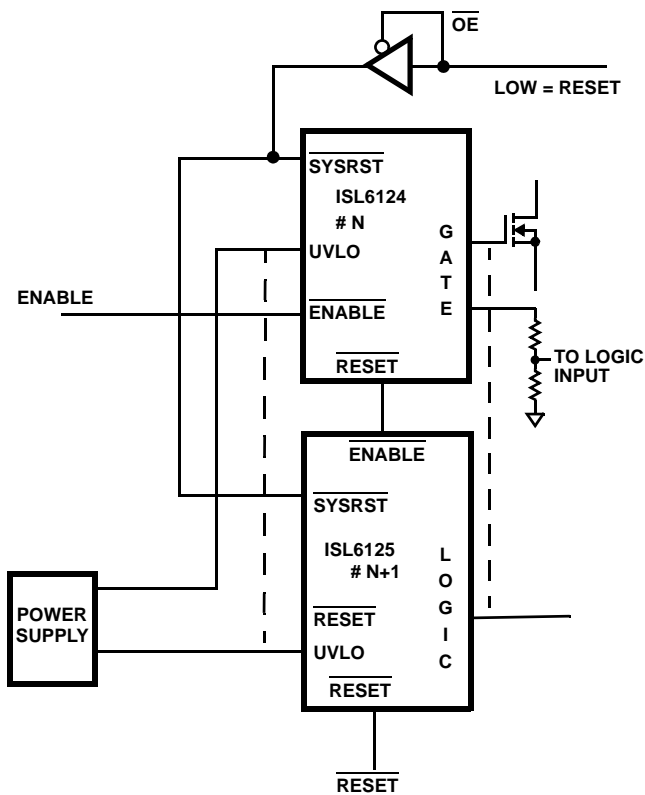 OE
LOW = RESET
SYSRST
ISL6124
# N
UVLO
ENABLE
ENABLE
RESET
G
A
T
E
TO LOGIC
INPUT
ENABLE
SYSRST
ISL6125
# N+1
RESET
UVLO
RESET
L
O
G
I
C
POWER
SUPPLY
RESET